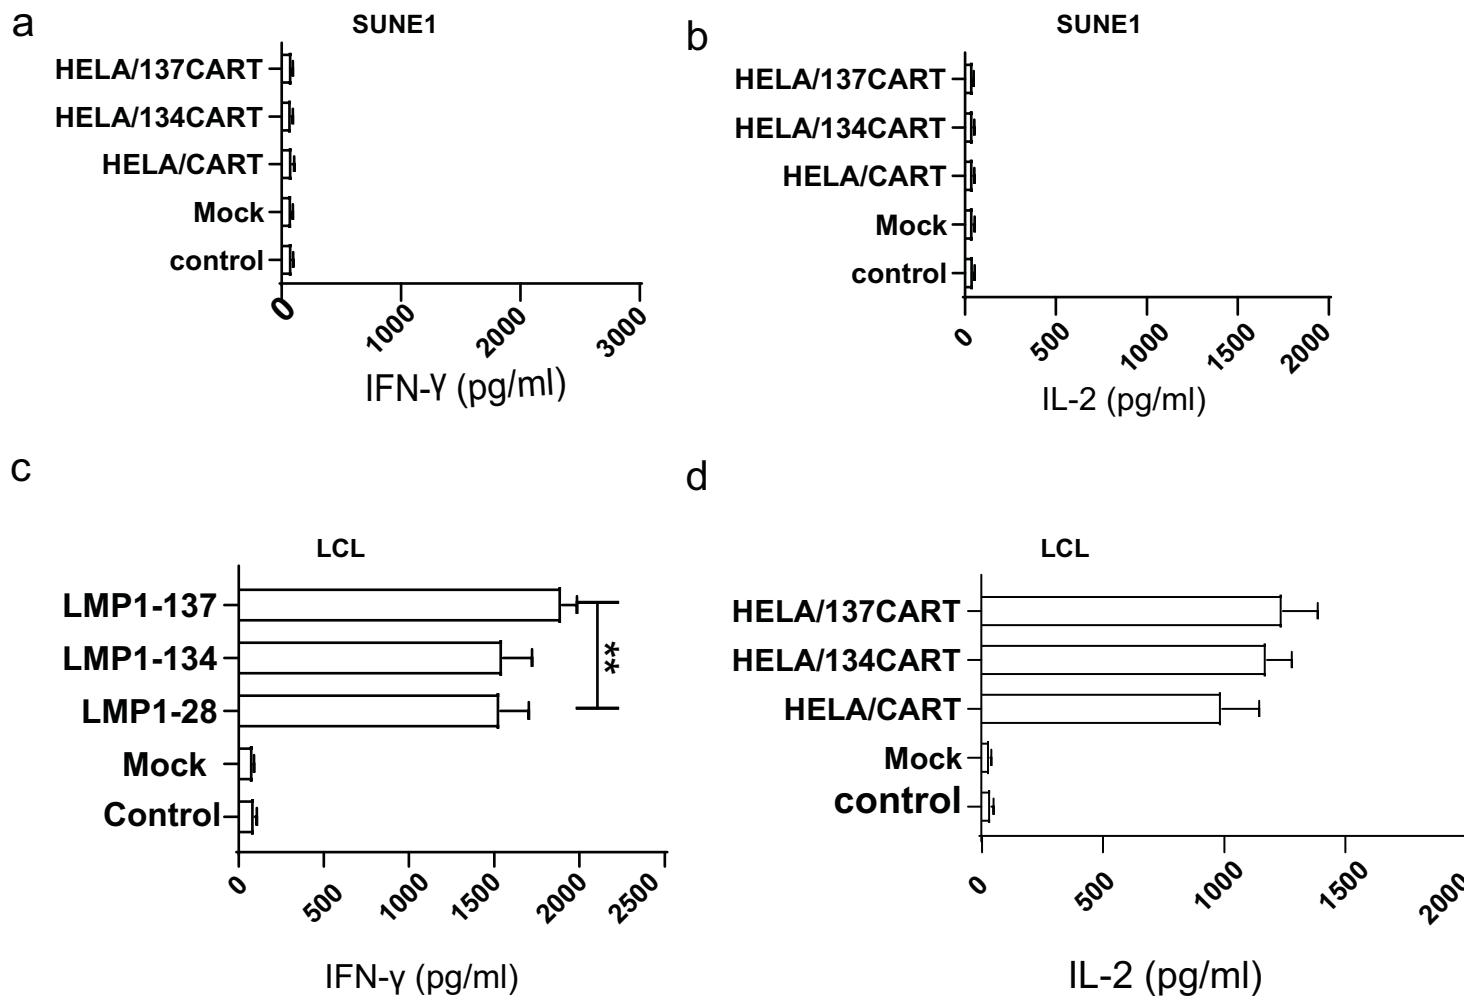 a
SUNE1
HELA/137CART
HELA/134CART
HELA/CART
Mock
control
0
1000
2000
3000
IFN-γ (pg/ml)
b
SUNE1
HELA/137CART
HELA/134CART
HELA/CART
Mock
control
0
500
1000
1500
2000
IL-2 (pg/ml)
c
LCL
LMP1-137
LMP1-134
LMP1-28
Mock
Control
**
0
500
1000
1500
2000
2500
IFN-γ (pg/ml)
d
LCL
HELA/137CART
HELA/134CART
HELA/CART
Mock
control
0
500
1000
1500
2000
IL-2 (pg/ml)